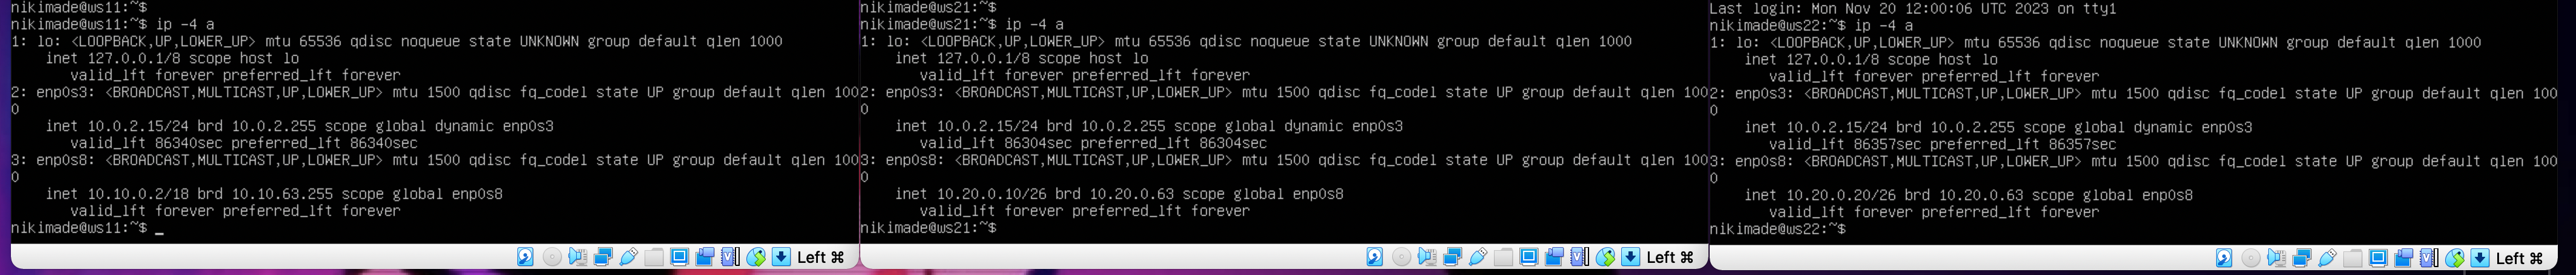 nikimade@ws11:~$
nikimade@ws11:~$ ip -4 a
1: lo: <LOOPBACK,UP,LOWER_UP> mtu 65536 qdisc noqueue state UNKNOWN group default qlen 1000
    inet 127.0.0.1/8 scope host lo
       valid_lft forever preferred_lft forever
2: enp0s3: <BROADCAST,MULTICAST,UP,LOWER_UP> mtu 1500 qdisc fq_codel state UP group default qlen 100
0
    inet 10.0.2.15/24 brd 10.0.2.255 scope global dynamic enp0s3
       valid_lft 86340sec preferred_lft 86340sec
3: enp0s8: <BROADCAST,MULTICAST,UP,LOWER_UP> mtu 1500 qdisc fq_codel state UP group default qlen 100
0
    inet 10.10.0.2/18 brd 10.10.63.255 scope global enp0s8
       valid_lft forever preferred_lft forever
nikimade@ws11:~$ _
Left ⌘
nikimade@ws21:~$
nikimade@ws21:~$ ip -4 a
1: lo: <LOOPBACK,UP,LOWER_UP> mtu 65536 qdisc noqueue state UNKNOWN group default qlen 1000
    inet 127.0.0.1/8 scope host lo
       valid_lft forever preferred_lft forever
2: enp0s3: <BROADCAST,MULTICAST,UP,LOWER_UP> mtu 1500 qdisc fq_codel state UP group default qlen 100
0
    inet 10.0.2.15/24 brd 10.0.2.255 scope global dynamic enp0s3
       valid_lft 86304sec preferred_lft 86304sec
3: enp0s8: <BROADCAST,MULTICAST,UP,LOWER_UP> mtu 1500 qdisc fq_codel state UP group default qlen 100
0
    inet 10.20.0.10/26 brd 10.20.0.63 scope global enp0s8
       valid_lft forever preferred_lft forever
nikimade@ws21:~$
Left ⌘
Last login: Mon Nov 20 12:00:06 UTC 2023 on tty1
nikimade@ws22:~$ ip -4 a
1: lo: <LOOPBACK,UP,LOWER_UP> mtu 65536 qdisc noqueue state UNKNOWN group default qlen 1000
    inet 127.0.0.1/8 scope host lo
       valid_lft forever preferred_lft forever
2: enp0s3: <BROADCAST,MULTICAST,UP,LOWER_UP> mtu 1500 qdisc fq_codel state UP group default qlen 100
0
    inet 10.0.2.15/24 brd 10.0.2.255 scope global dynamic enp0s3
       valid_lft 86357sec preferred_lft 86357sec
3: enp0s8: <BROADCAST,MULTICAST,UP,LOWER_UP> mtu 1500 qdisc fq_codel state UP group default qlen 100
0
    inet 10.20.0.20/26 brd 10.20.0.63 scope global enp0s8
       valid_lft forever preferred_lft forever
nikimade@ws22:~$
Left ⌘